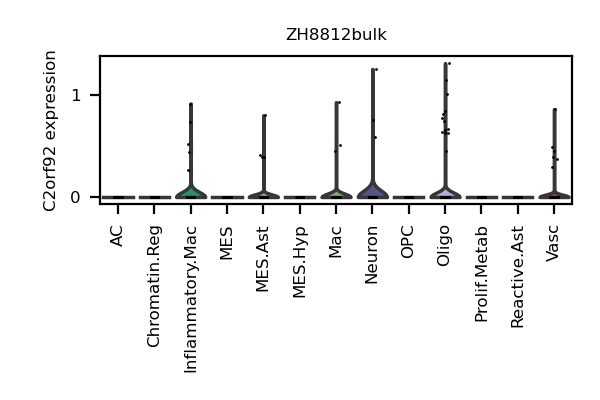 ZH8812bulk
C2orf92 expression
1
0
AC
Chromatin.Reg
Inflammatory.Mac
MES
MES.Ast
MES.Hyp
Mac
Neuron
OPC
Oligo
Prolif.Metab
Reactive.Ast
Vasc